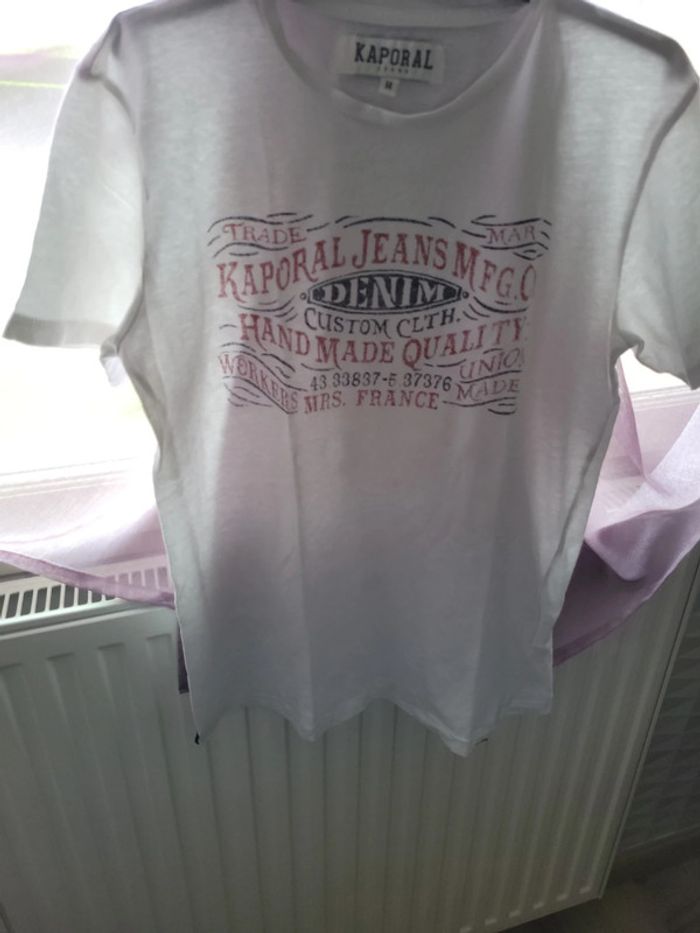 KAPORAL
M
TRADE MAR
KAPORAL JEANS MFG.C
DENIM
CUSTOM CLTH.
HAND MADE QUALITY
WORKERS UNION
43 33837-5 37376 MADE
MRS. FRANCE